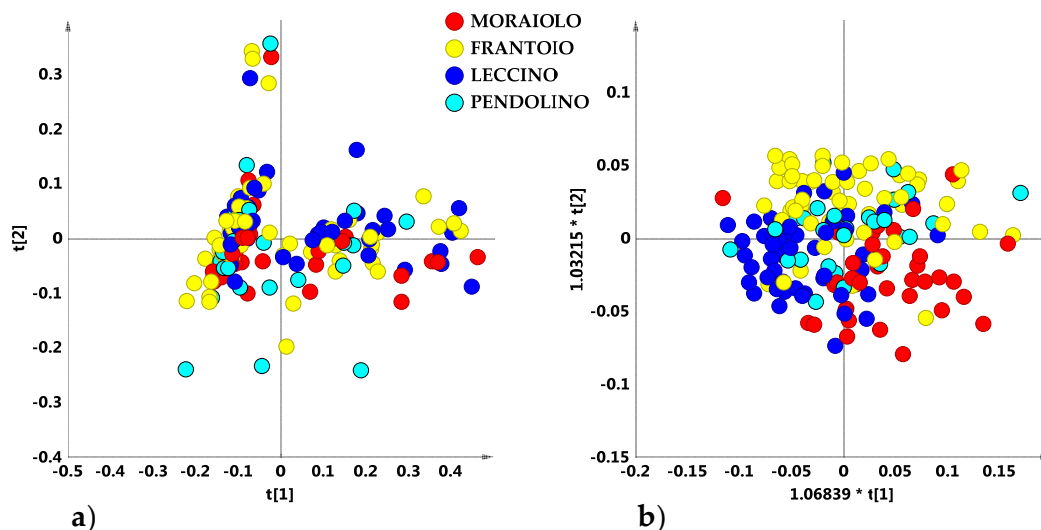 MORAIOLO
FRANTOIO
LECCINO
PENDOLINO
t[2]
0.3
0.2
0.1
0
-0.1
-0.2
-0.3
-0.4
-0.5 -0.4 -0.3 -0.2 -0.1 0 0.1 0.2 0.3 0.4
t[1]
a)
1.03215 * t[2]
0.1
0.05
0
-0.05
-0.1
-0.15
-0.2 -0.15 -0.1 -0.05 0 0.05 0.1 0.15
1.06839 * t[1]
b)